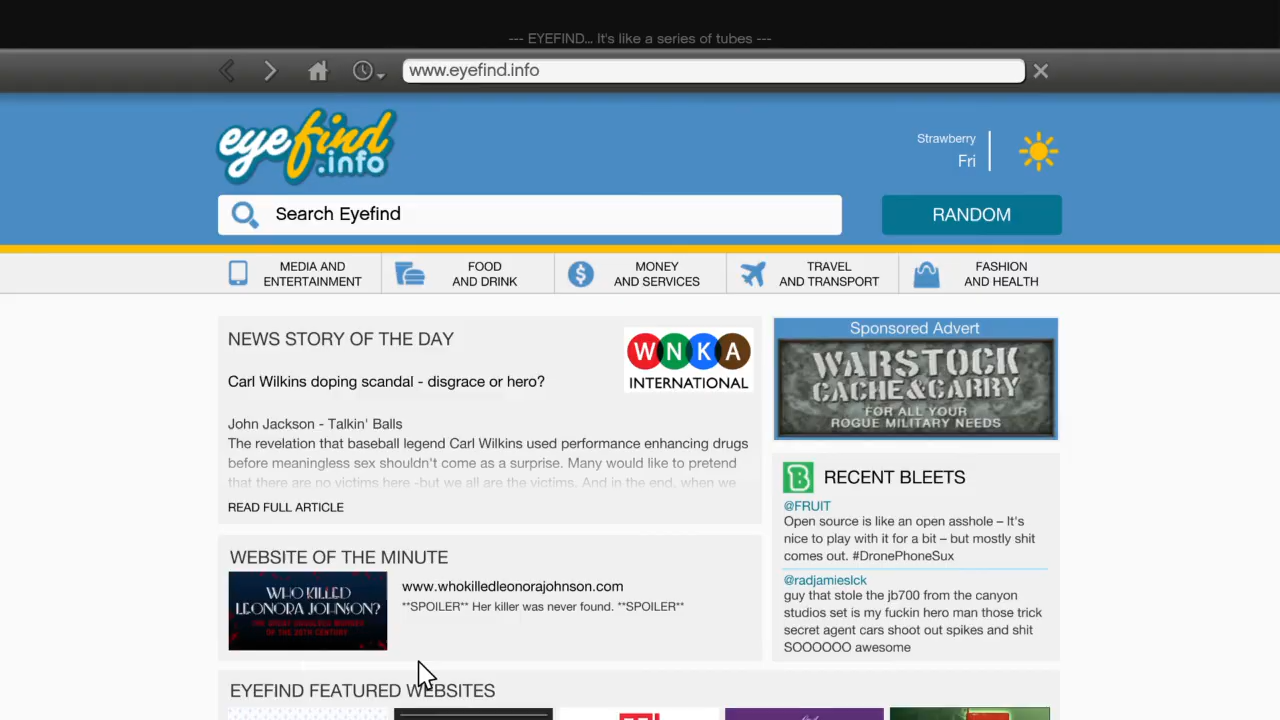 --- EYEFIND... It's like a series of tubes ---
www.eyefind.info
eyefind
.info
Strawberry
Fri
Search Eyefind
RANDOM
MEDIA AND
ENTERTAINMENT
FOOD
AND DRINK
MONEY
AND SERVICES
TRAVEL
AND TRANSPORT
FASHION
AND HEALTH
NEWS STORY OF THE DAY
WNKA
INTERNATIONAL
Carl Wilkins doping scandal - disgrace or hero?
John Jackson - Talkin' Balls
The revelation that baseball legend Carl Wilkins used performance enhancing drugs
before meaningless sex shouldn't come as a surprise. Many would like to pretend
that there are no victims here -but we all are the victims. And in the end, when we
READ FULL ARTICLE
Sponsored Advert
WARSTOCK
CACHE&CARRY
FOR ALL YOUR
ROGUE MILITARY NEEDS
RECENT BLEETS
@FRUIT
Open source is like an open asshole – It's
nice to play with it for a bit – but mostly shit
comes out. #DronePhoneSux
@radjamieslck
guy that stole the jb700 from the canyon
studios set is my fuckin hero man those trick
secret agent cars shoot out spikes and shit
SOOOOOO awesome
WEBSITE OF THE MINUTE
WHO KILLED
LEONORA JOHNSON?
THE GREAT UNSOLVED MURDER
OF THE 20TH CENTURY
www.whokilledleonorajohnson.com
**SPOILER** Her killer was never found. **SPOILER**
EYEFIND FEATURED WEBSITES